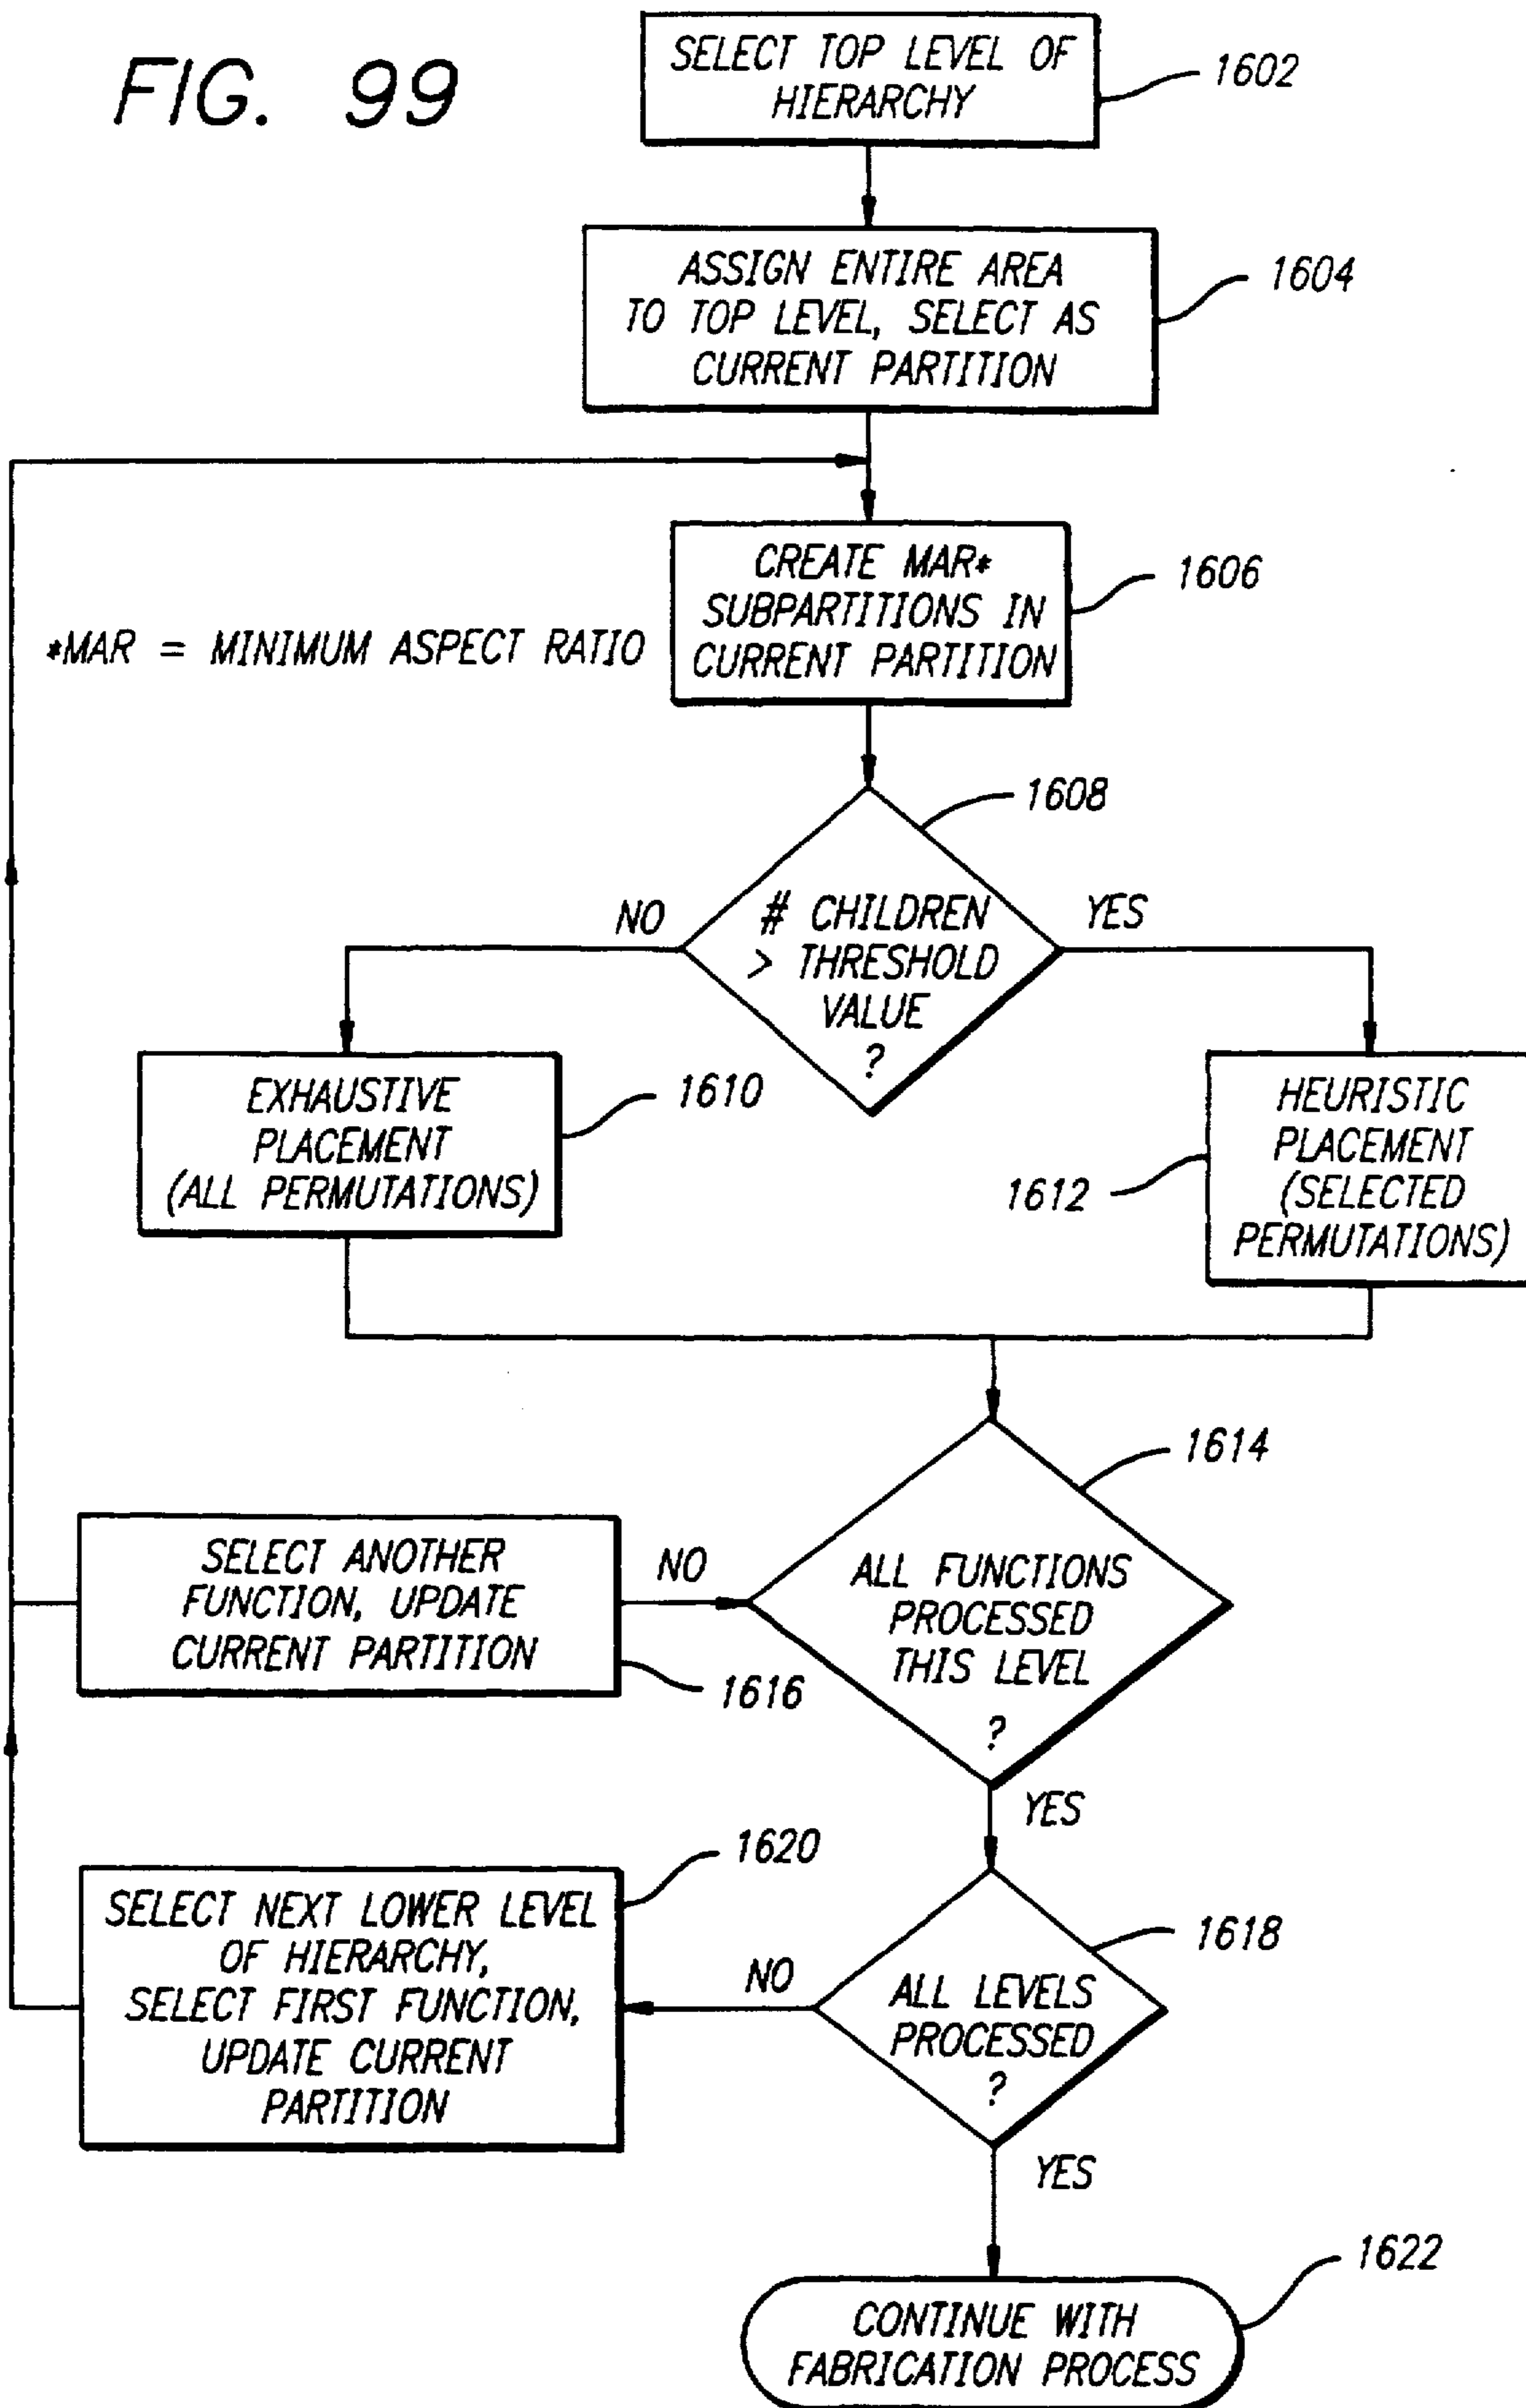 FIG. 99
SELECT TOP LEVEL OF
HIERARCHY
1602
ASSIGN ENTIRE AREA
TO TOP LEVEL, SELECT AS
CURRENT PARTITION
1604
CREATE MAR*
SUBPARTITIONS IN
CURRENT PARTITION
1606
*MAR = MINIMUM ASPECT RATIO
1608
# CHILDREN
> THRESHOLD
VALUE
?
NO
YES
EXHAUSTIVE
PLACEMENT
(ALL PERMUTATIONS)
1610
HEURISTIC
PLACEMENT
(SELECTED
PERMUTATIONS)
1612
1614
ALL FUNCTIONS
PROCESSED
THIS LEVEL
?
NO
SELECT ANOTHER
FUNCTION, UPDATE
CURRENT PARTITION
1616
YES
1620
SELECT NEXT LOWER LEVEL
OF HIERARCHY,
SELECT FIRST FUNCTION,
UPDATE CURRENT
PARTITION
NO
1618
ALL LEVELS
PROCESSED
?
YES
1622
CONTINUE WITH
FABRICATION PROCESS